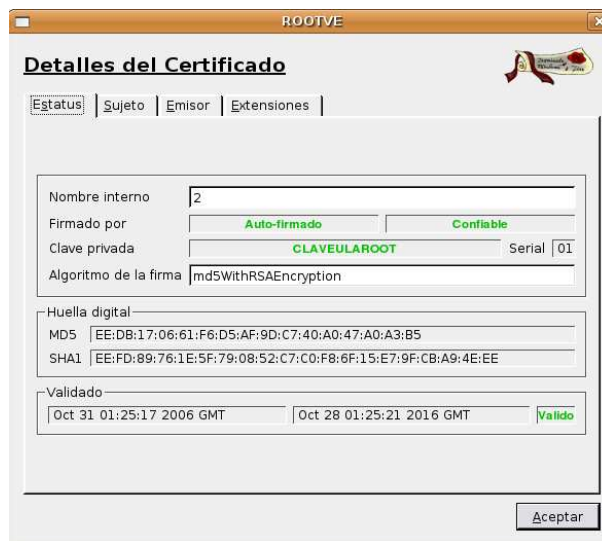 ROOTVE
Detalles del Certificado
Estatus Sujeto Emisor Extensiones
Nombre interno 2
Firmado por Auto-firmado Confiable
Clave privada CLAVEULAROOT Serial 01
Algoritmo de la firma md5WithRSAEncryption
Huella digital
MD5 EE:DB:17:06:61:F6:D5:AF:9D:C7:40:A0:47:A0:A3:B5
SHA1 EE:FD:89:76:1E:5F:79:08:52:C7:C0:F8:6F:15:E7:9F:CB:A9:4E:EE
Validado
Oct 31 01:25:17 2006 GMT Oct 28 01:25:21 2016 GMT Valido
Aceptar